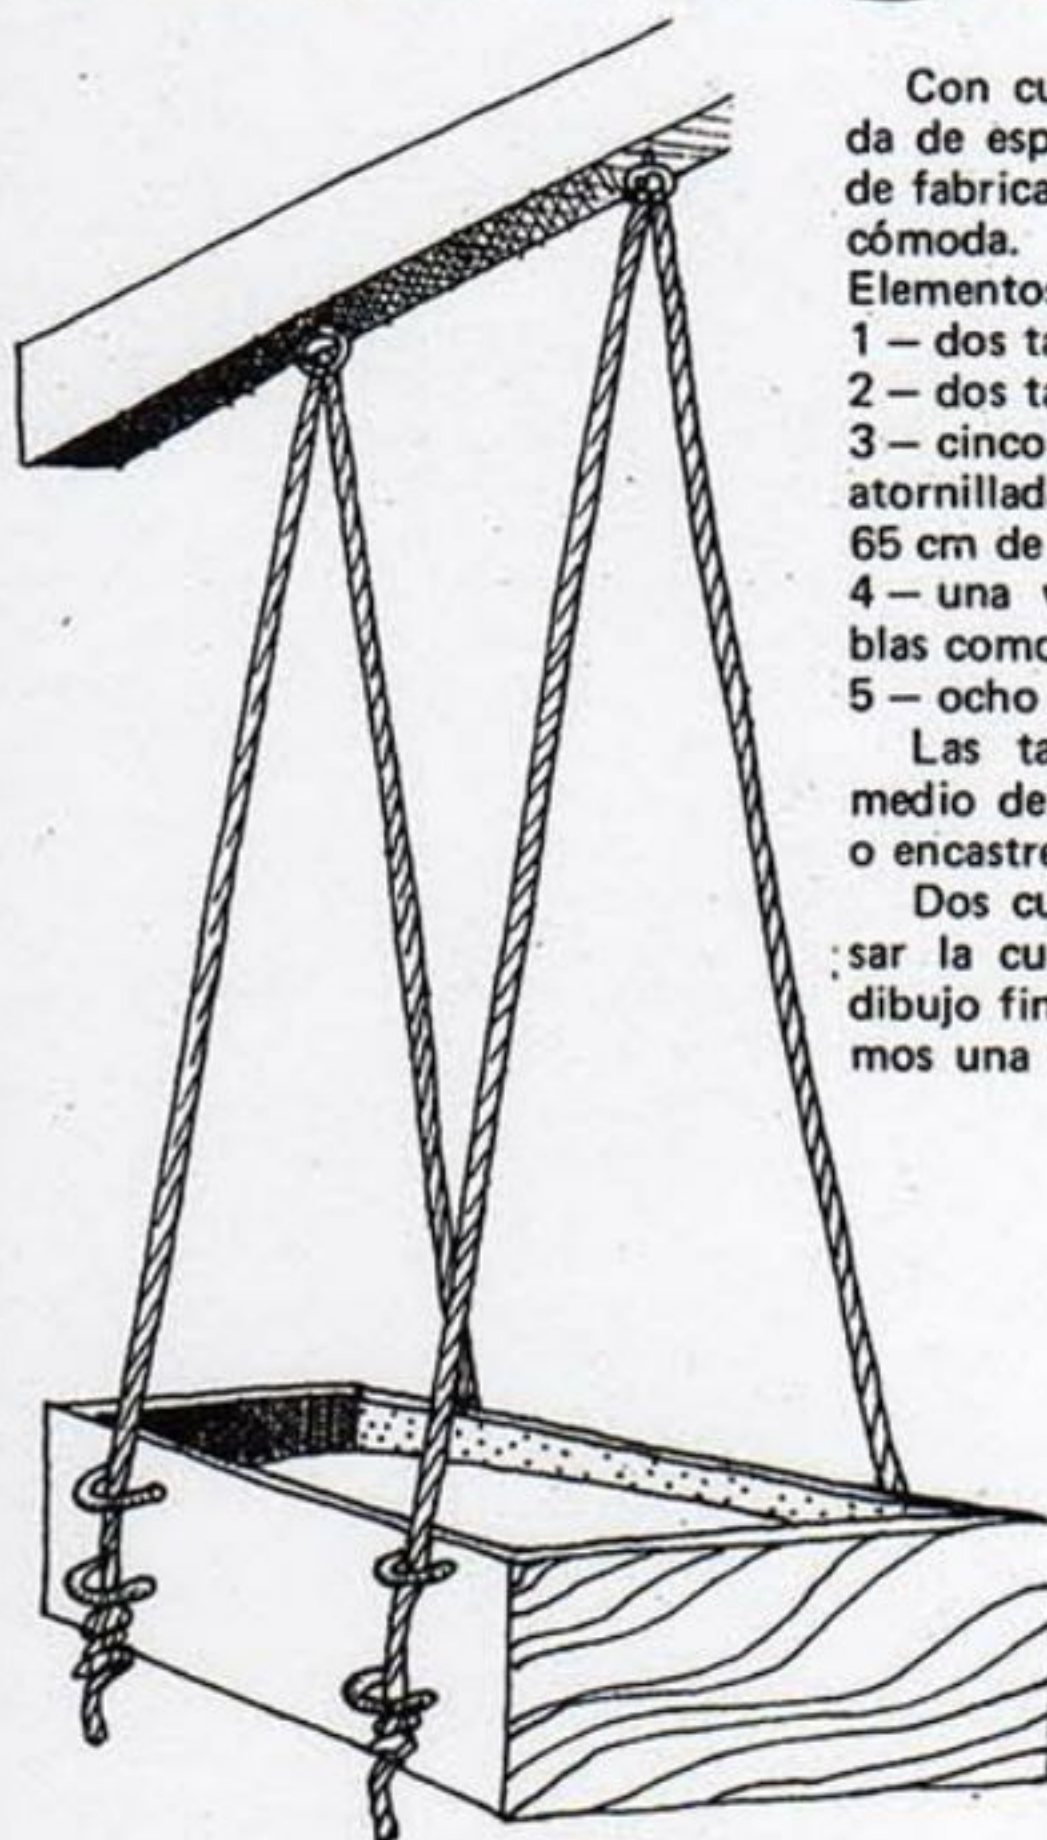 Con cu
da de esp
de fabrica
cómoda.
Elementos
1 — dos ta
2 — dos ta
3 — cinco
atornillad
65 cm de
4 — una v
blas como
5 — ocho
Las ta
medio de
o encastre
Dos cu
sar la cu
dibujo fin
mos una